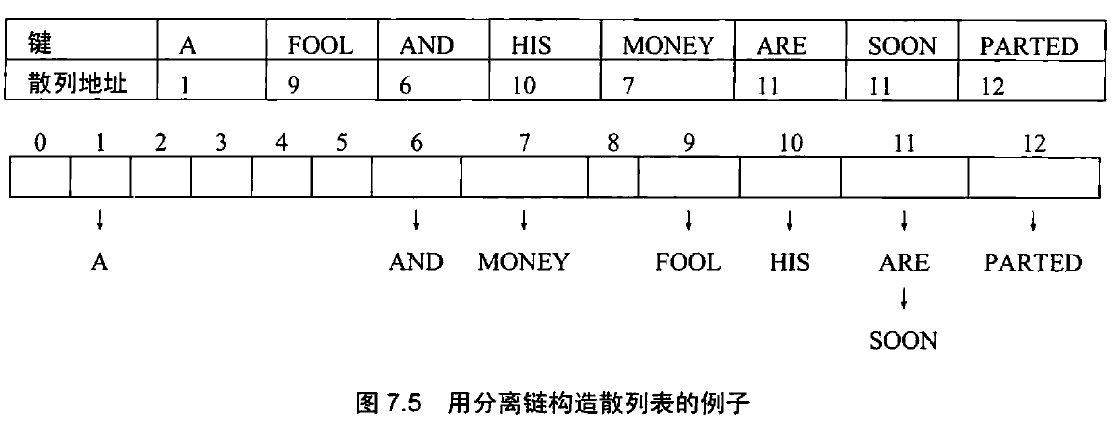 键 A FOOL AND HIS MONEY ARE SOON PARTED
散列地址 1 9 6 10 7 11 11 12
0 1 2 3 4 5 6 7 8 9 10 11 12
↓ ↓ ↓ ↓ ↓ ↓ ↓
A AND MONEY FOOL HIS ARE PARTED
↓
SOON
图 7.5 用分离链构造散列表的例子